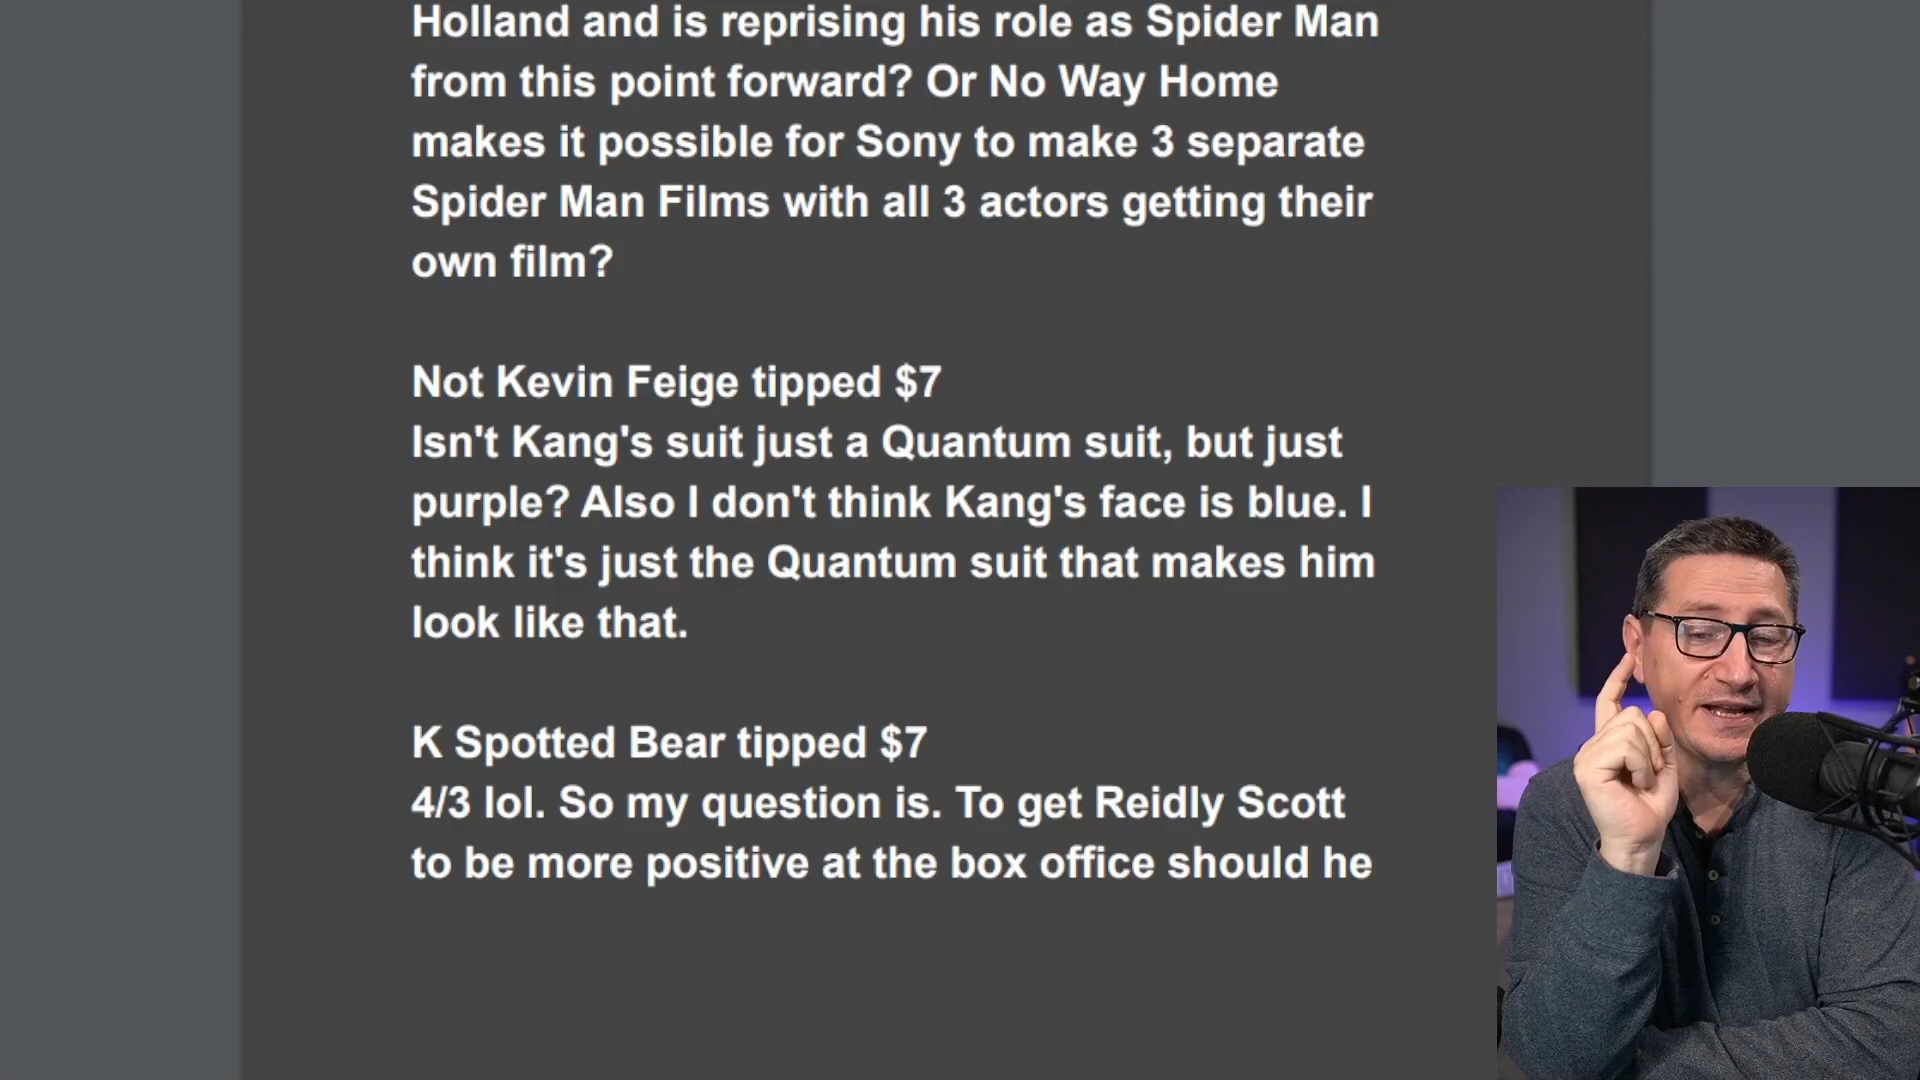 Holland and is reprising his role as Spider Man
from this point forward? Or No Way Home
makes it possible for Sony to make 3 separate
Spider Man Films with all 3 actors getting their
own film?
Not Kevin Feige tipped $7
Isn't Kang's suit just a Quantum suit, but just
purple? Also I don't think Kang's face is blue. I
think it's just the Quantum suit that makes him
look like that.
K Spotted Bear tipped $7
4/3 lol. So my question is. To get Reidly Scott
to be more positive at the box office should he